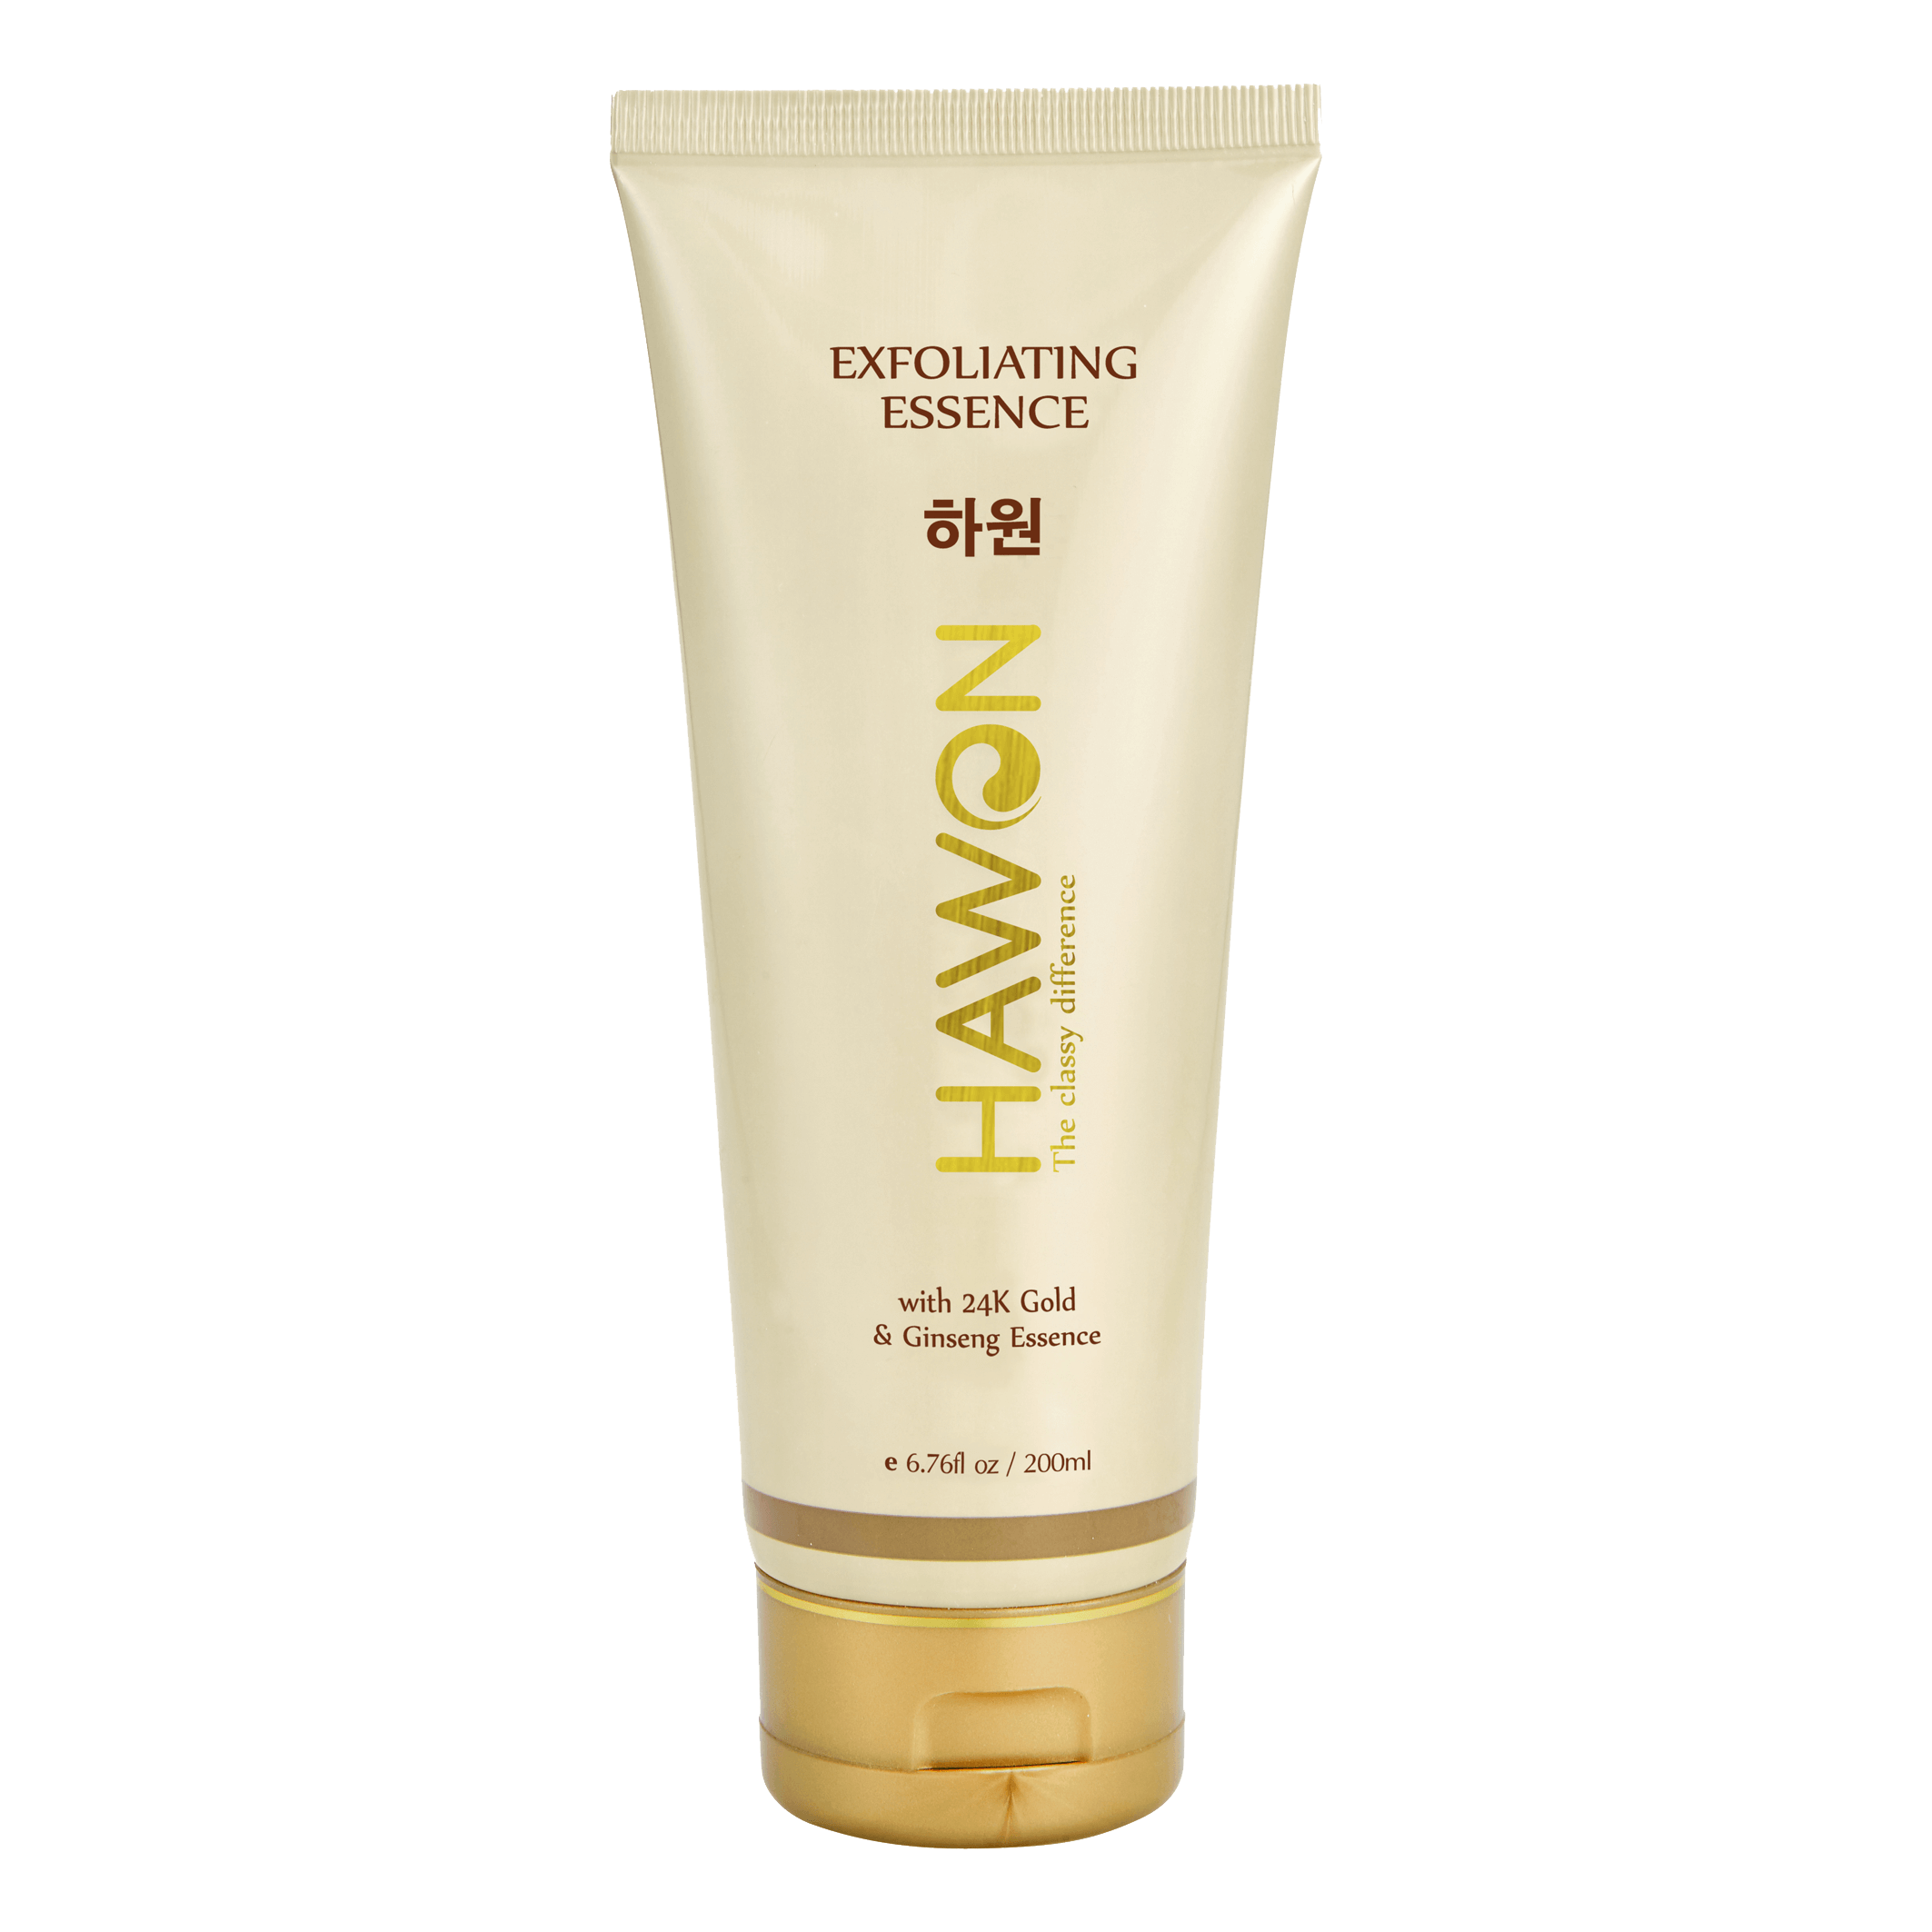 EXFOLIATING
ESSENCE
하원
HAWON
The classy difference
with 24K Gold
& Ginseng Essence
e 6.76fl oz / 200ml